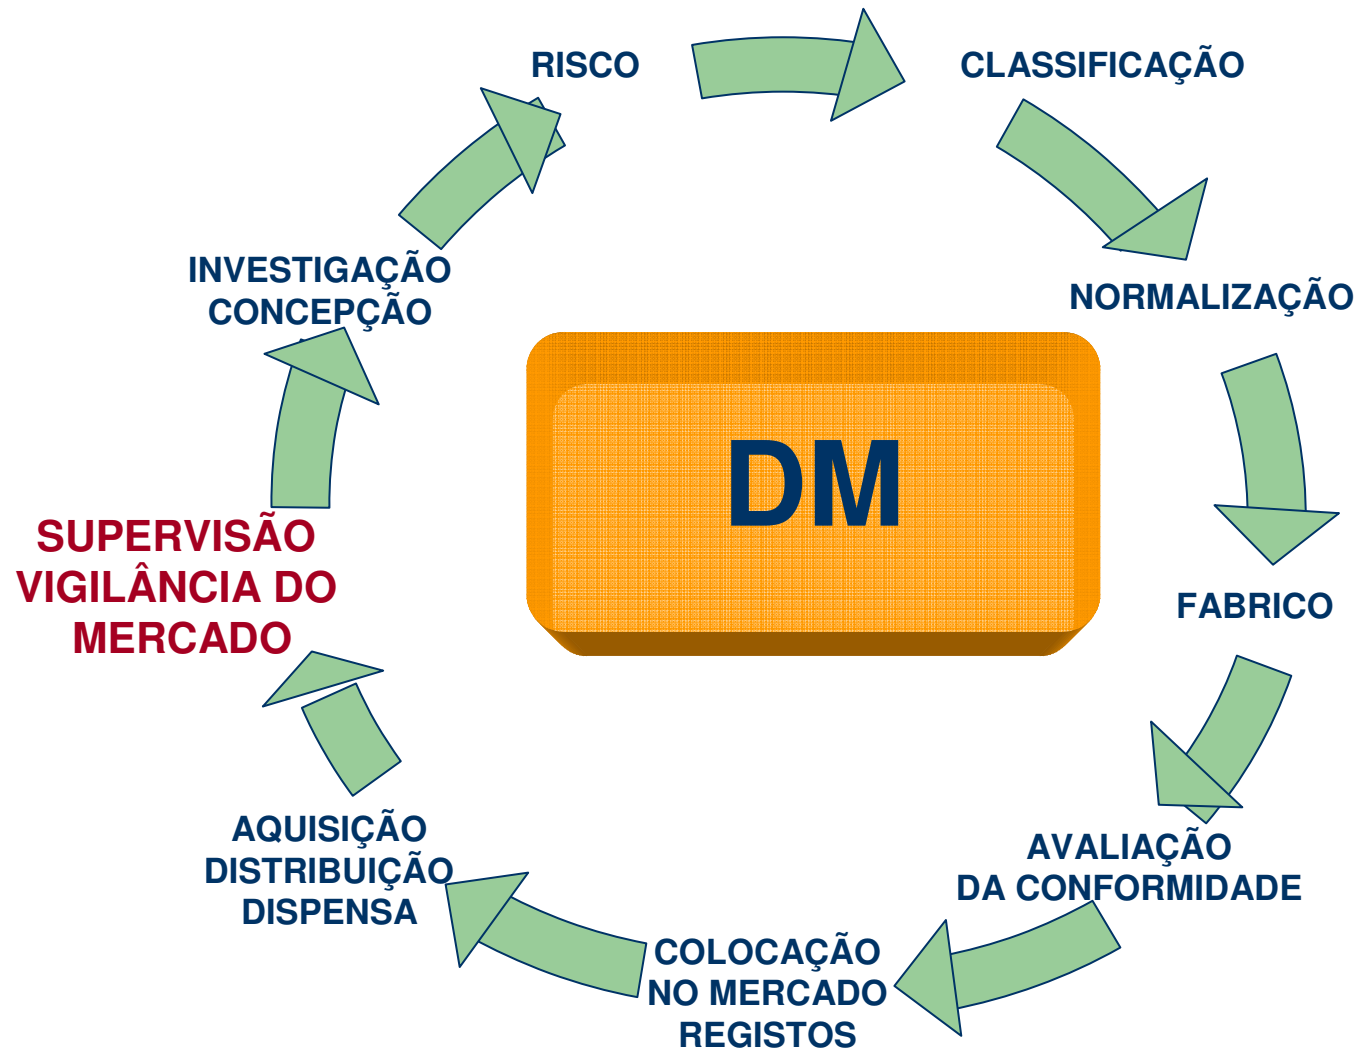 RISCO
CLASSIFICAÇÃO
INVESTIGAÇÃO
CONCEPÇÃO
NORMALIZAÇÃO
DM
SUPERVISÃO
VIGILÂNCIA DO
MERCADO
FABRICO
AQUISIÇÃO
DISTRIBUIÇÃO
DISPENSA
AVALIAÇÃO
DA CONFORMIDADE
COLOCAÇÃO
NO MERCADO
REGISTOS